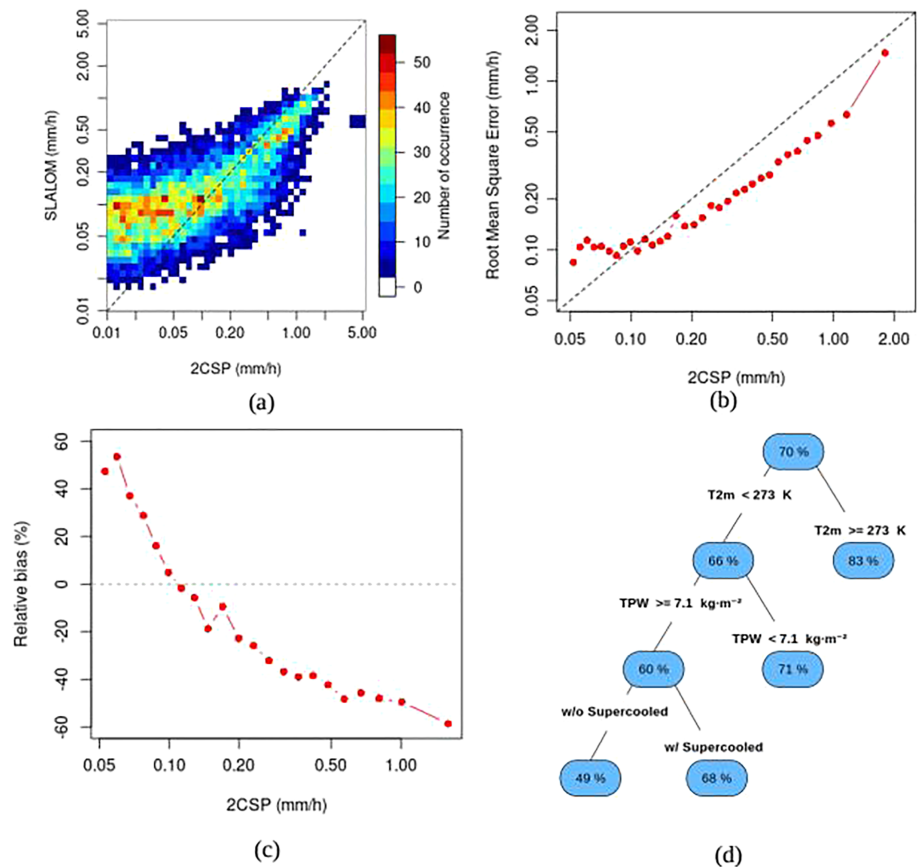 SLALOM (mm/h)
5.00
2.00
0.50
0.20
0.05
0.01
0.01
0.05
0.20
1.00
5.00
2CSP (mm/h)
50
40
30
20
10
0
Number of occurrence
(a)
Root Mean Square Error (mm/h)
2.00
1.00
0.50
0.20
0.10
0.05
0.05
0.10
0.20
0.50
1.00
2.00
2CSP (mm/h)
(b)
Relative bias (%)
60
40
20
0
-20
-40
-60
0.05
0.10
0.20
0.50
1.00
2CSP (mm/h)
(c)
70 %
T2m < 273 K
T2m >= 273 K
66 %
83 %
TPW >= 7.1 kg·m⁻²
TPW < 7.1 kg·m⁻²
60 %
71 %
w/o Supercooled
w/ Supercooled
49 %
68 %
(d)